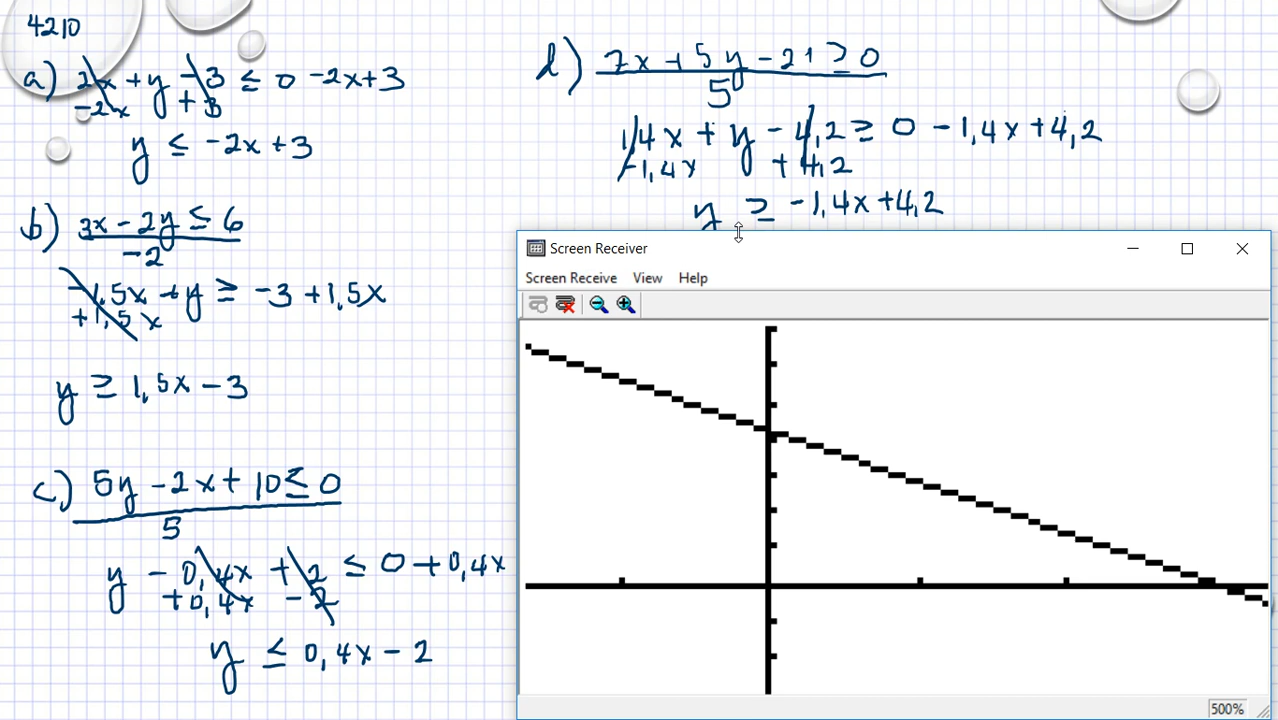 4210
a) 2x + y - 3 ≤ 0 -2x+3
-2x + 3
y ≤ -2x + 3
b) 3x - 2y ≤ 6
-2
-1,5x + y ≥ -3 + 1,5x
+1,5x
y ≥ 1,5x - 3
c) 5y - 2x + 10 ≤ 0
5
y - 0,4x + 2 ≤ 0 + 0,4x
+0,4x - 2
y ≤ 0,4x - 2
d) 7x + 5y - 21 ≥ 0
5
1,4x + y - 4,2 ≥ 0 - 1,4x + 4,2
-1,4x + 4,2
y ≥ -1,4x + 4,2
Screen Receiver
Screen Receive View Help
500%